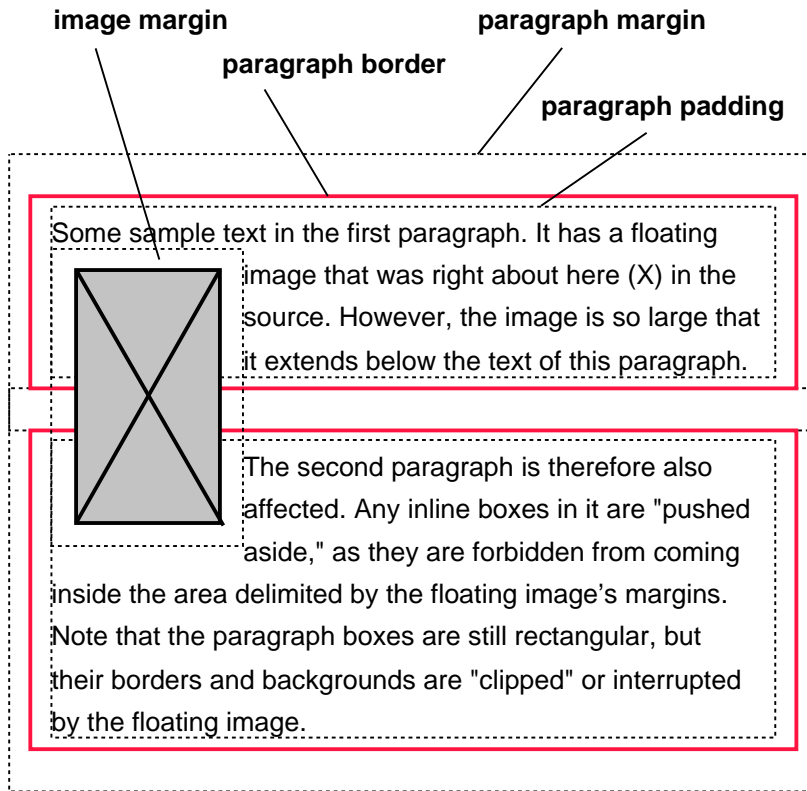 image margin
paragraph margin
paragraph border
paragraph padding
Some sample text in the first paragraph. It has a floating
image that was right about here (X) in the
source. However, the image is so large that
it extends below the text of this paragraph.
The second paragraph is therefore also
affected. Any inline boxes in it are "pushed
aside," as they are forbidden from coming
inside the area delimited by the floating image’s margins.
Note that the paragraph boxes are still rectangular, but
their borders and backgrounds are "clipped" or interrupted
by the floating image.